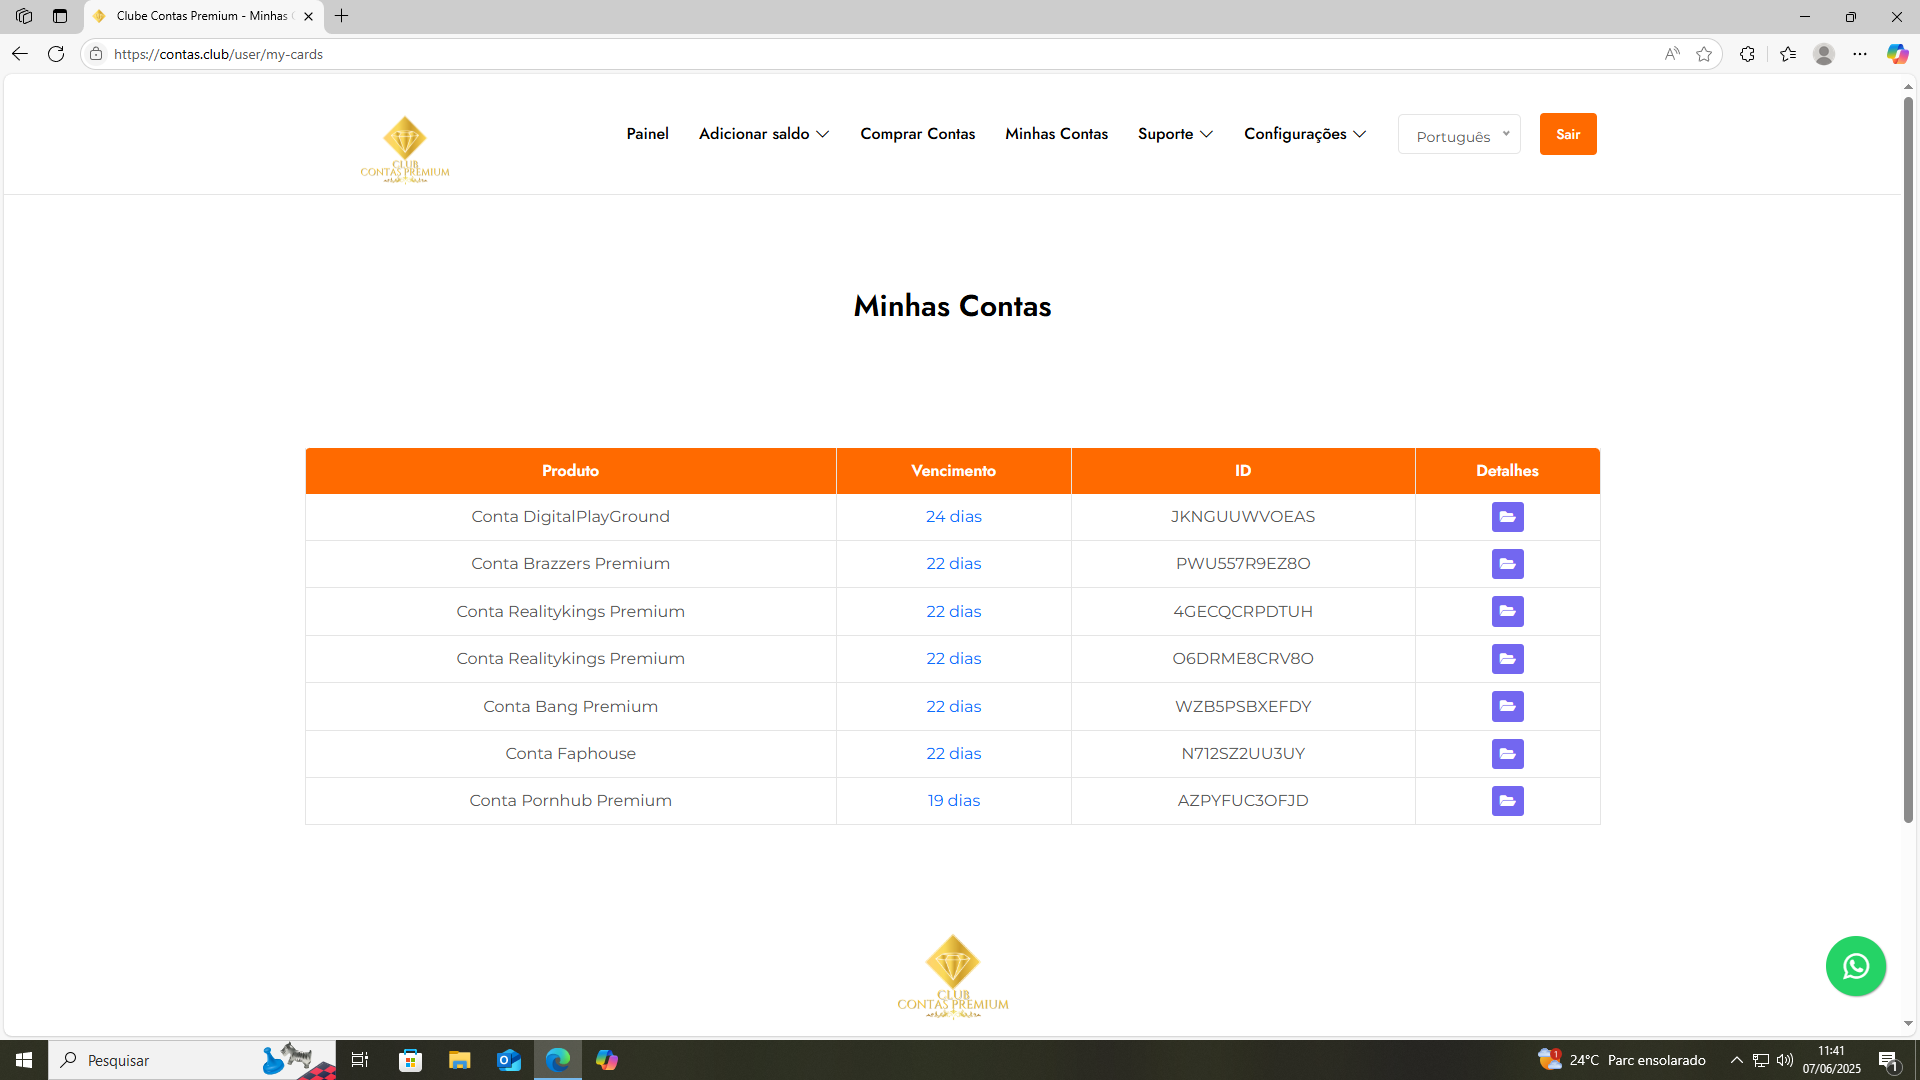 Clube Contas Premium - Minhas
https://contas.club/user/my-cards
CLUB
CONTAS PREMIUM
Painel
Adicionar saldo
Comprar Contas
Minhas Contas
Suporte
Configurações
Português
Sair
Minhas Contas
Produto Vencimento ID Detalhes
Conta DigitalPlayGround 24 dias JKNGUUWVOEAS
Conta Brazzers Premium 22 dias PWU557R9EZ8O
Conta Realitykings Premium 22 dias 4GECQCRPDTUH
Conta Realitykings Premium 22 dias O6DRME8CRV8O
Conta Bang Premium 22 dias WZB5PSBXEFDY
Conta Faphouse 22 dias N712SZ2UU3UY
Conta Pornhub Premium 19 dias AZPYFUC3OFJD
CLUB
CONTAS PREMIUM
Pesquisar
1
24°C Parc ensolarado
11:41
07/06/2025
1